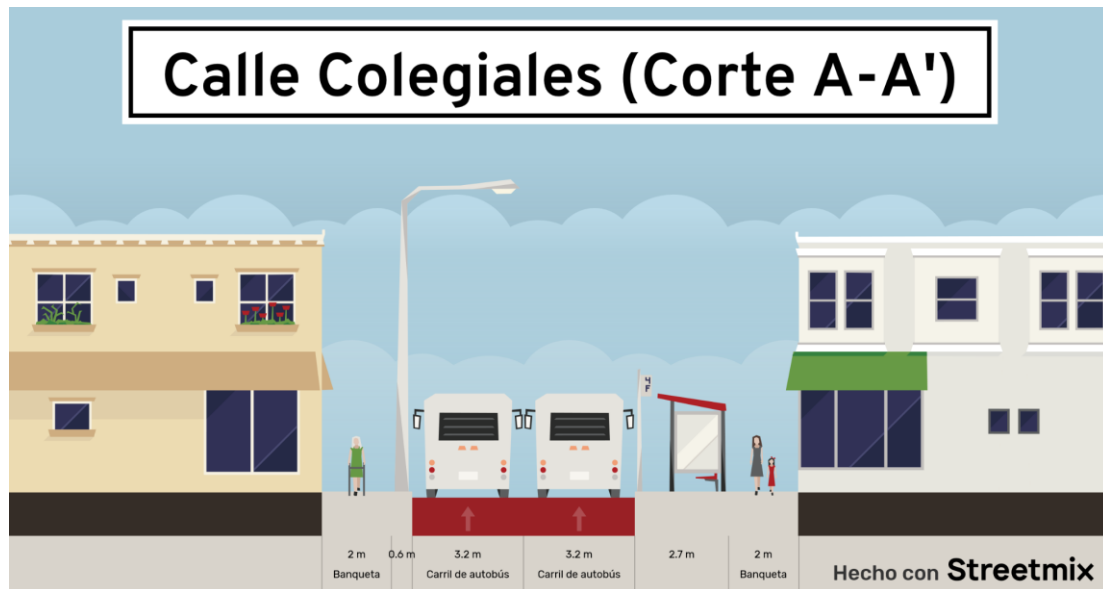 Calle Colegiales (Corte A-A')
4
F
2 m
0.6 m
3.2 m
3.2 m
2.7 m
2 m
Banqueta
Carril de autobús
Carril de autobús
Banqueta
Hecho con Streetmix